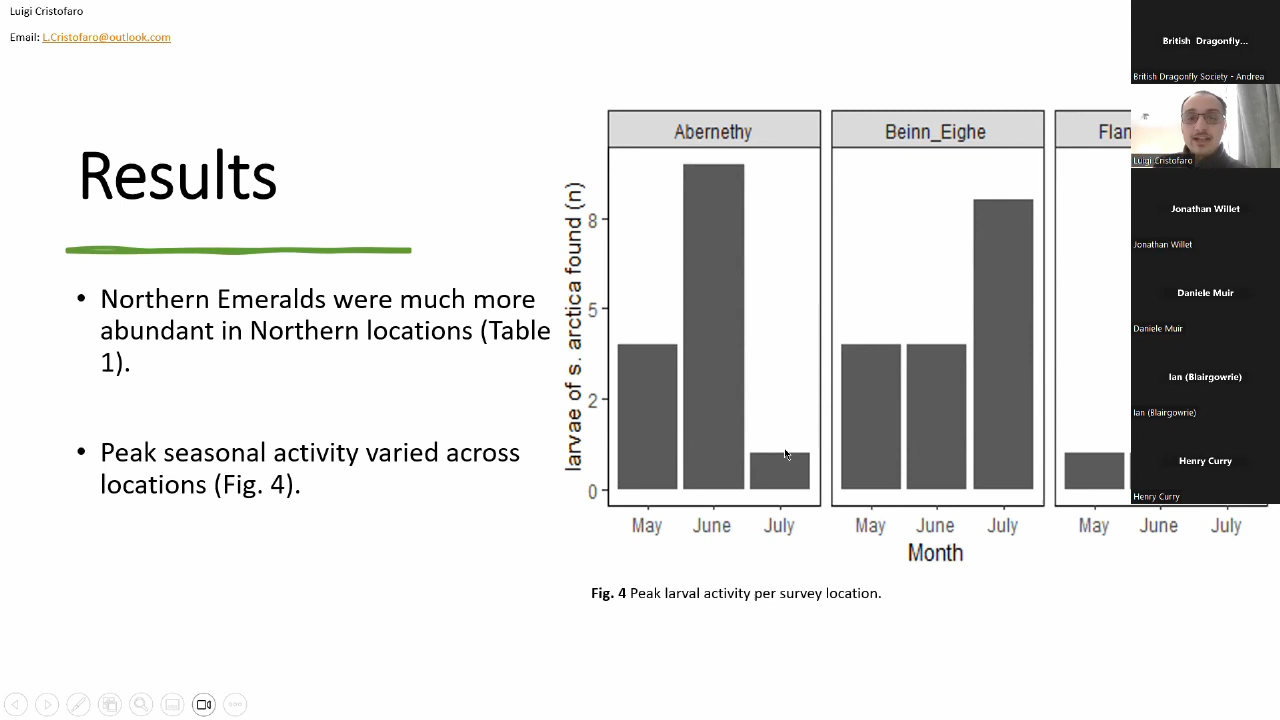 Luigi Cristofaro
Email: L.Cristofaro@outlook.com
Results
• Northern Emeralds were much more
abundant in Northern locations (Table
1).
• Peak seasonal activity varied across
locations (Fig. 4).
larvae of s. arctica found (n)
8
5
2
0
Abernethy
Beinn_Eighe
Flan
May June July
May June July
May June July
Month
Fig. 4 Peak larval activity per survey location.
British Dragonfly...
British Dragonfly Society - Andrea
Luigi Cristofaro
Jonathan Willet
Jonathan Willet
Daniele Muir
Daniele Muir
Ian (Blairgowrie)
Ian (Blairgowrie)
Henry Curry
Henry Curry